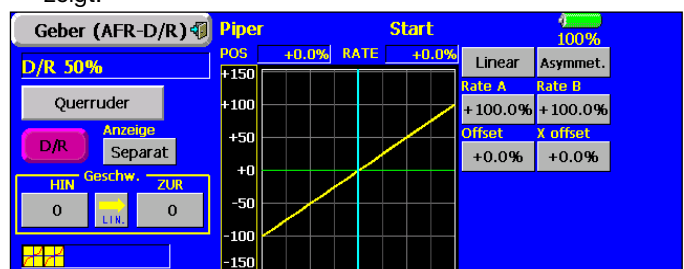 zeigt.
Geber (AFR-D/R)
Piper
Start
100%
D/R 50%
POS +0.0% RATE +0.0%
Linear Asymmet.
Querruder
Rate A Rate B
+100.0% +100.0%
D/R
Anzeige
Separat
Offset X offset
+0.0% +0.0%
Geschw.
HIN ZUR
0 LIN. 0
+150
+100
+50
+0
-50
-100
-150